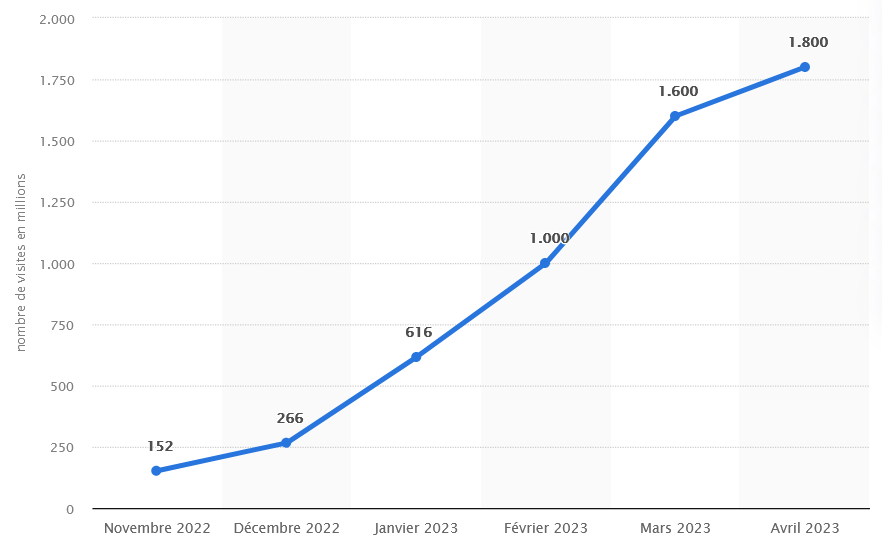 2.000
1.750
1.500
1.250
1.000
750
500
250
0
nombre de visites en millions
152
266
616
1.000
1.600
1.800
Novembre 2022
Décembre 2022
Janvier 2023
Février 2023
Mars 2023
Avril 2023